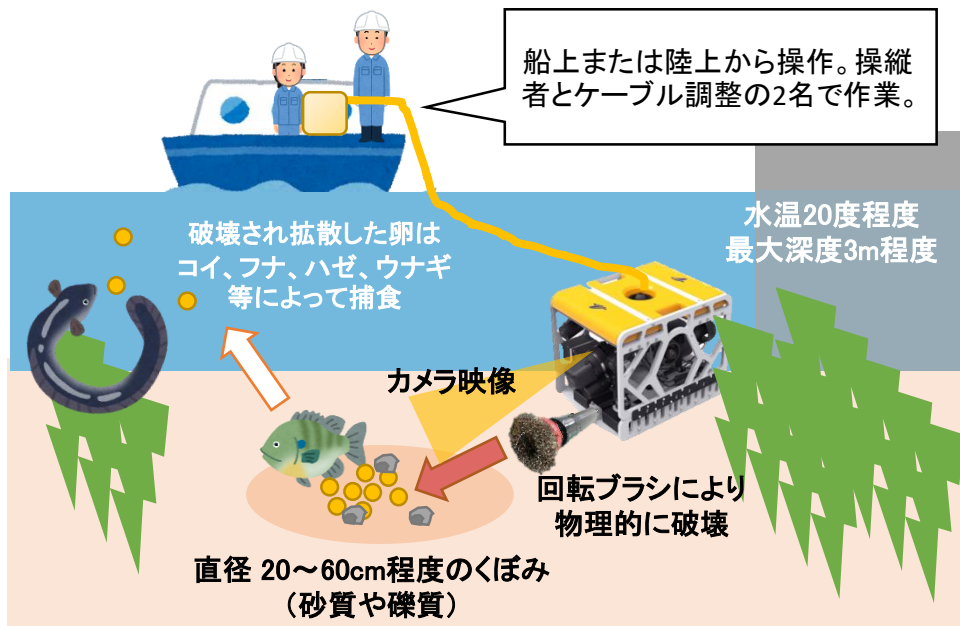 船上または陸上から操作。操縦
者とケーブル調整の2名で作業。
水温20度程度
最大深度3m程度
破壊され拡散した卵は
コイ、フナ、ハゼ、ウナギ
等によって捕食
カメラ映像
回転ブラシにより
物理的に破壊
直径 20～60cm程度のくぼみ
（砂質や礫質）